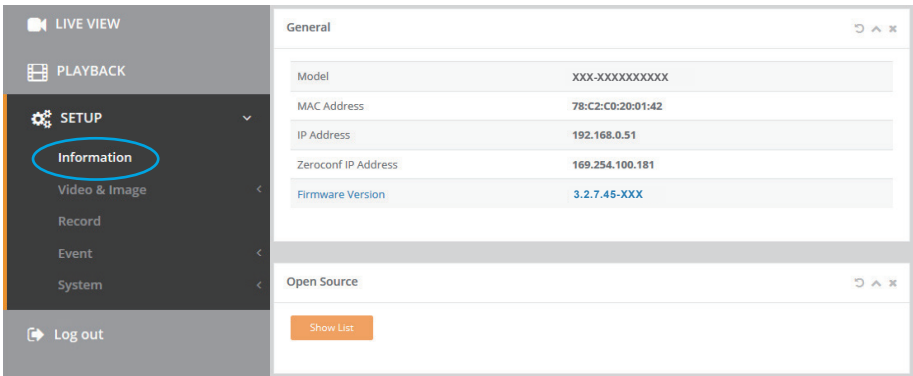 LIVE VIEW
PLAYBACK
SETUP
Information
Video & Image
Record
Event
System
Log out
General
Model XXX-XXXXXXXXXX
MAC Address 78:C2:C0:20:01:42
IP Address 192.168.0.51
Zeroconf IP Address 169.254.100.181
Firmware Version 3.2.7.45-XXX
Open Source
Show List